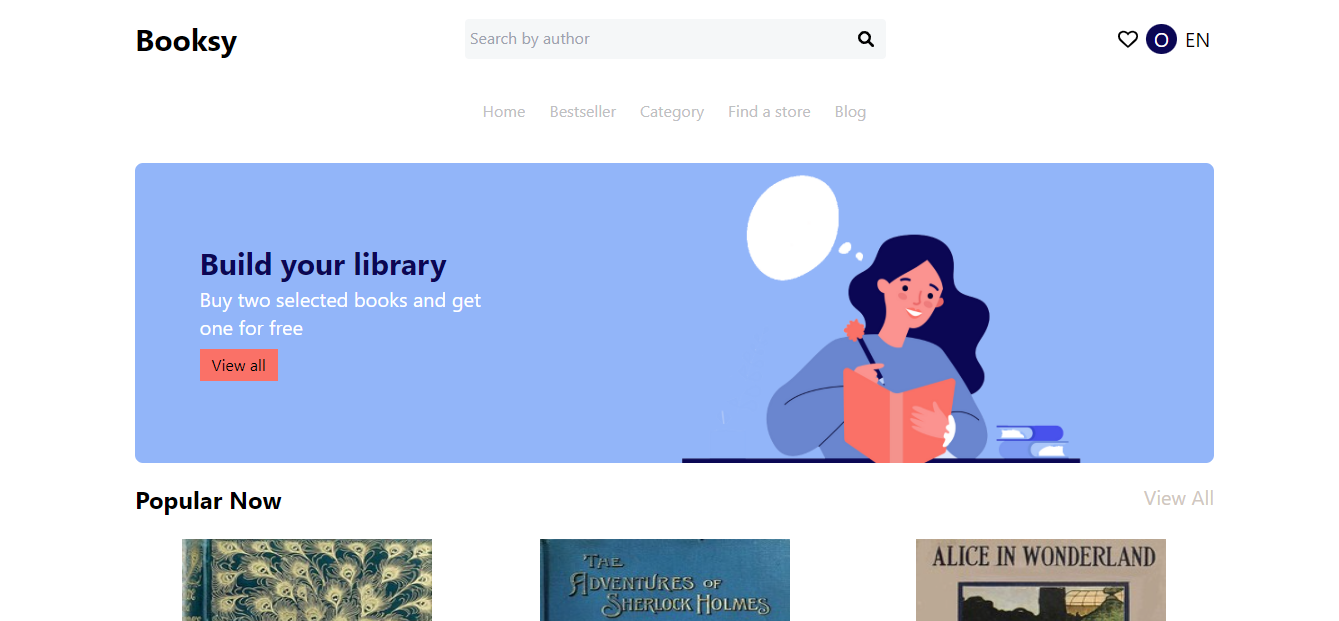 Booksy
Search by author
O EN
Home Bestseller Category Find a store Blog
Build your library
Buy two selected books and get
one for free
View all
Popular Now
View All
THE
ADVENTURES OF
SHERLOCK HOLMES
ALICE IN WONDERLAND